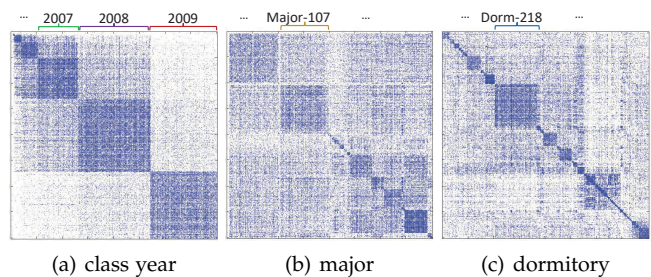 ... 2007 2008 2009
... Major-107 ...
... Dorm-218 ...
(a) class year
(b) major
(c) dormitory